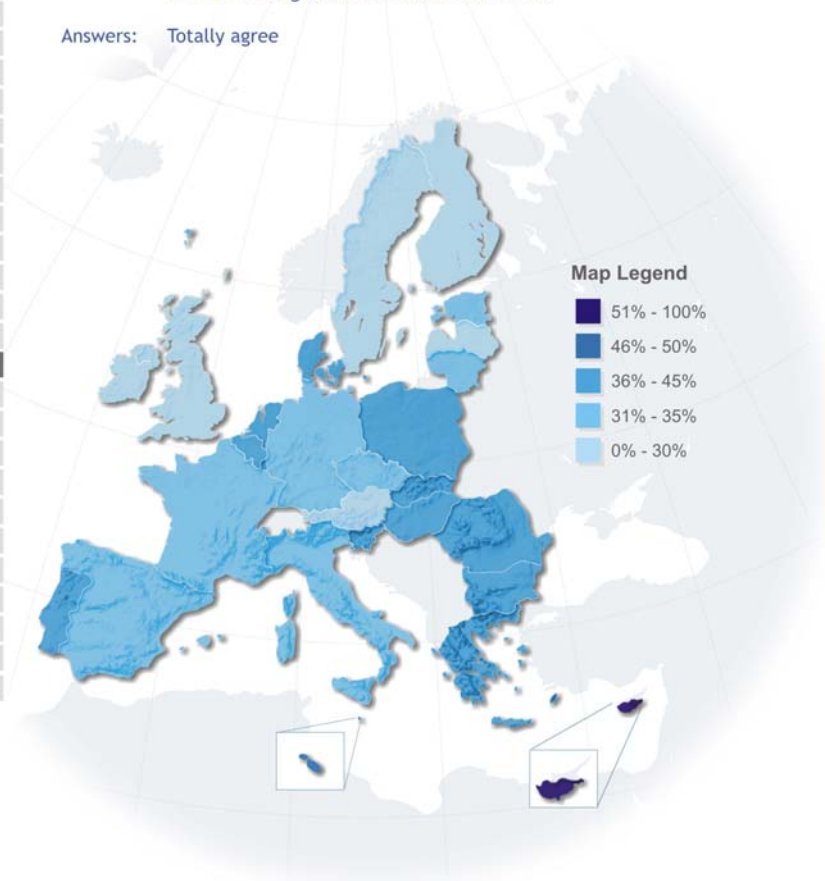 Answers: Totally agree
Map Legend
51% - 100%
46% - 50%
36% - 45%
31% - 35%
0% - 30%